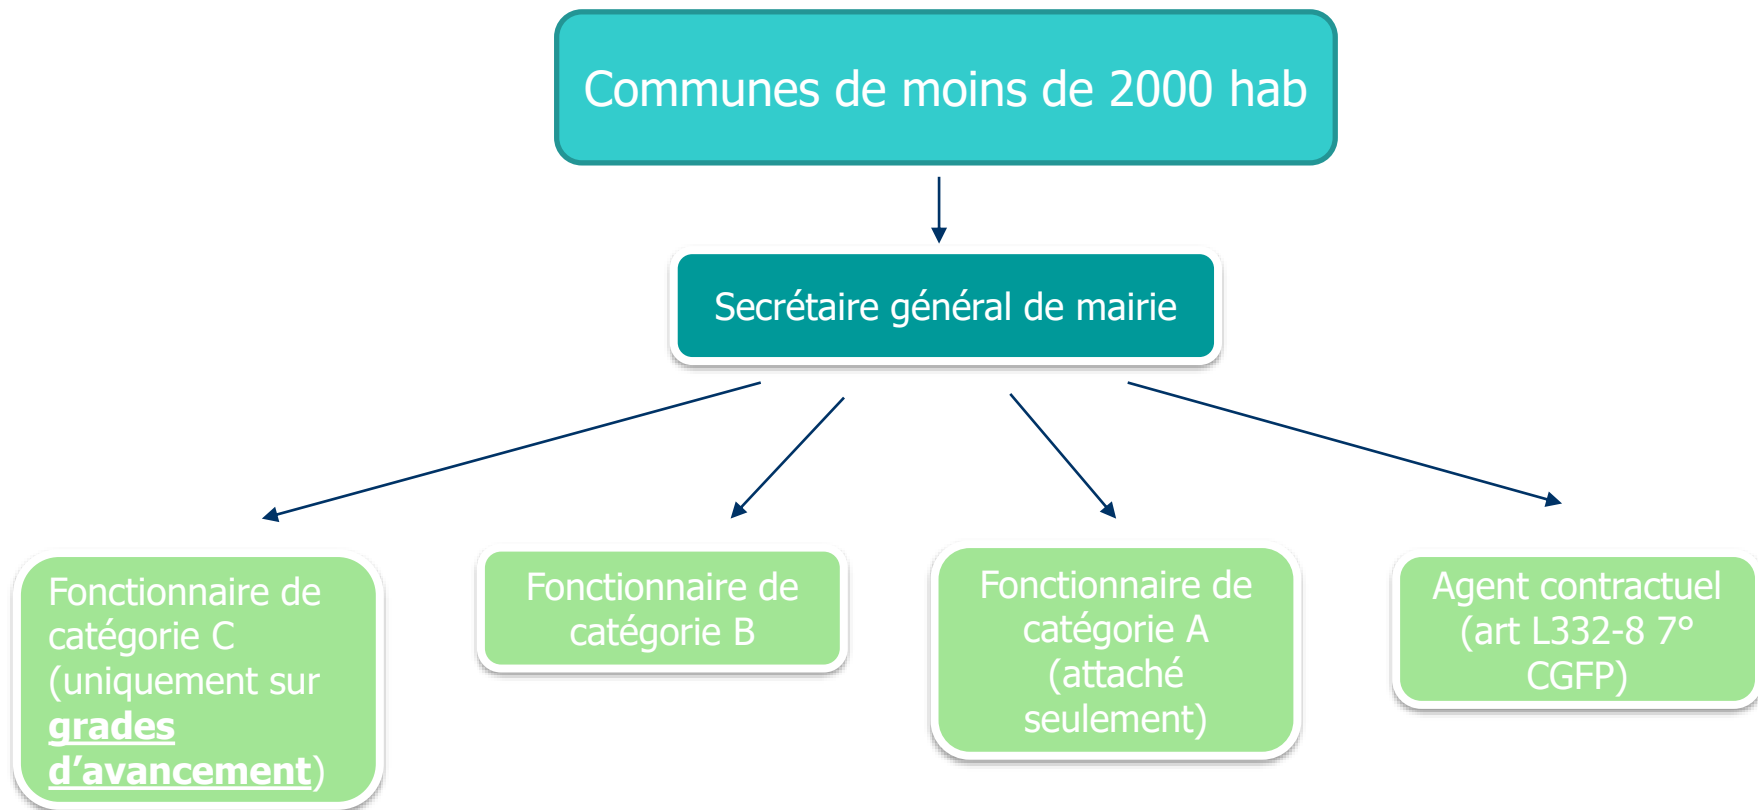 Communes de moins de 2000 hab
Secrétaire général de mairie
Fonctionnaire de
catégorie C
(uniquement sur
grades
d’avancement)
Fonctionnaire de
catégorie B
Fonctionnaire de
catégorie A
(attaché
seulement)
Agent contractuel
(art L332-8 7°
CGFP)